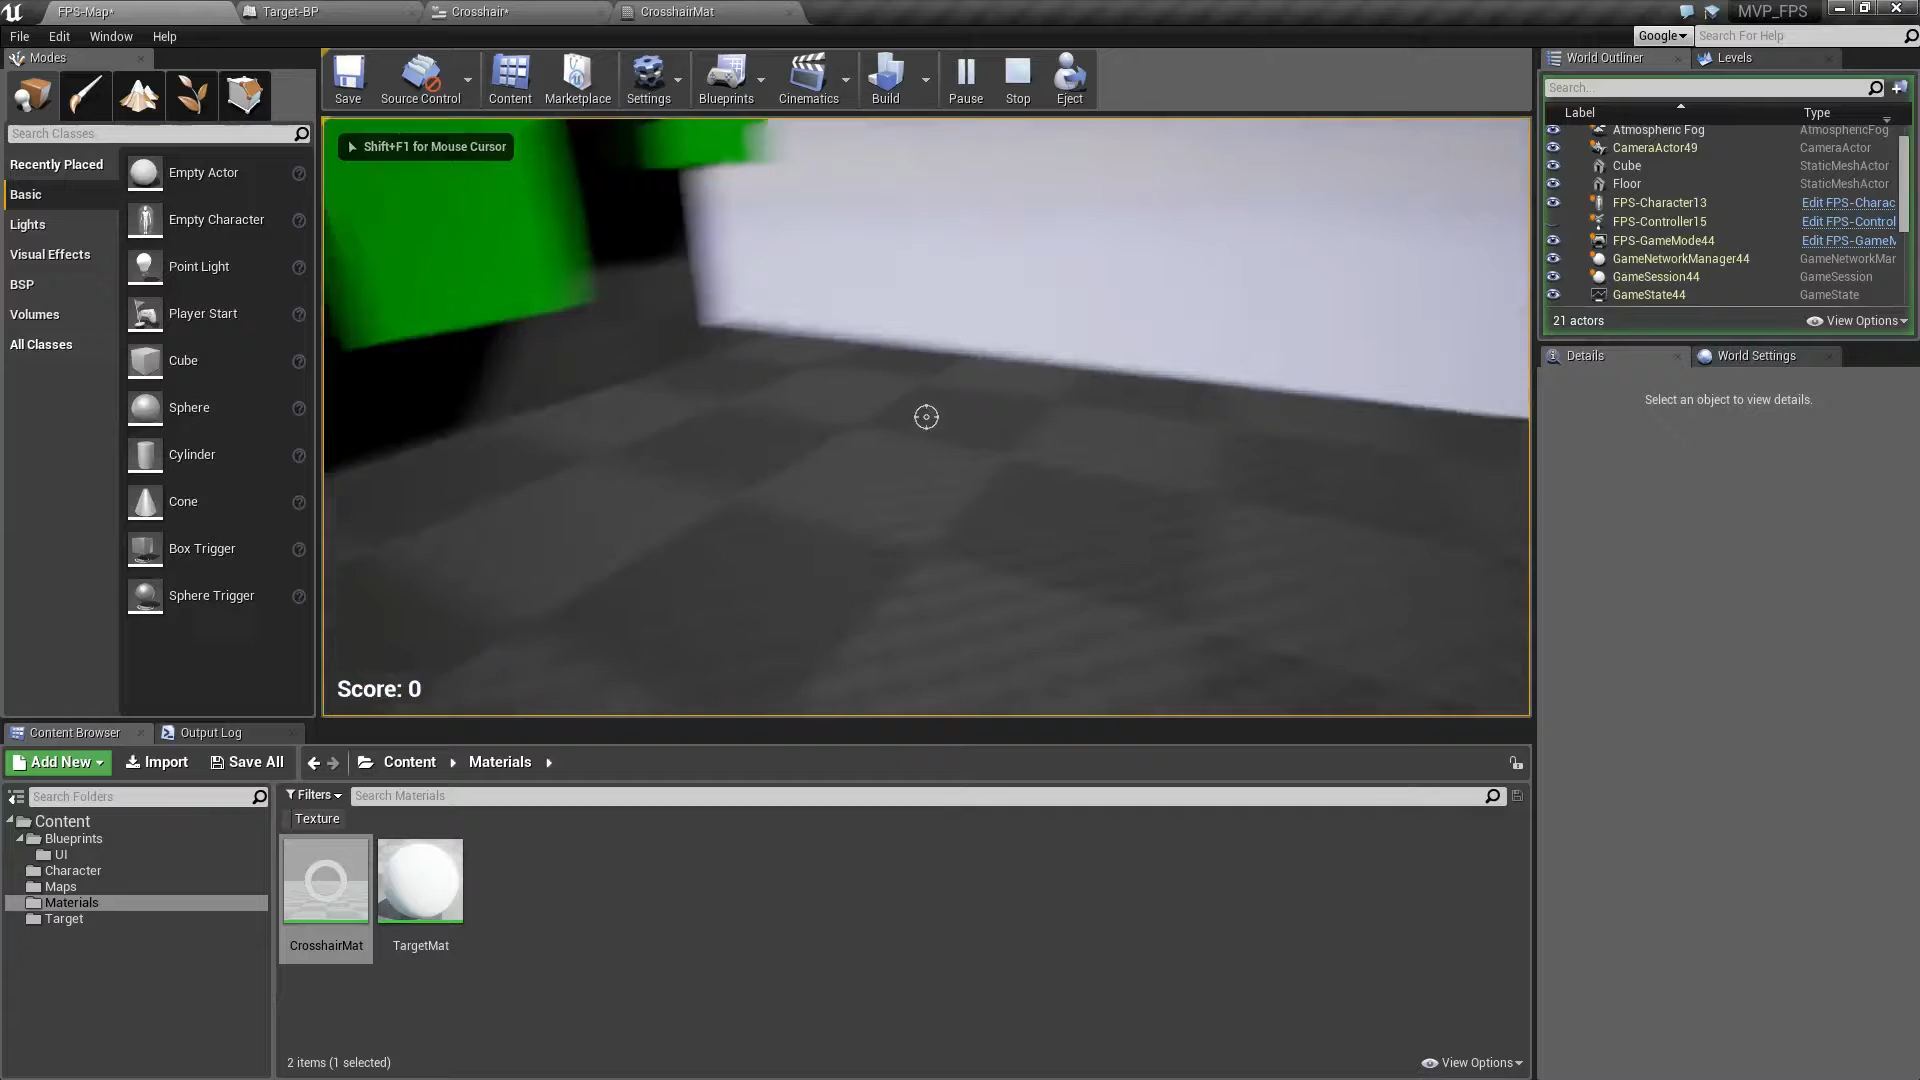 FPS-Map*
Target-BP
Crosshair*
CrosshairMat
MVP_FPS
File
Edit
Window
Help
Google
Search For Help
Modes
Save
Source Control
Content
Marketplace
Settings
Blueprints
Cinematics
Build
Pause
Stop
Eject
World Outliner
Levels
Search...
Label
Type
Atmospheric Fog
AtmosphericFog
CameraActor49
CameraActor
Cube
StaticMeshActor
Floor
StaticMeshActor
FPS-Character13
Edit FPS-Charac
FPS-Controller15
Edit FPS-Control
FPS-GameMode44
Edit FPS-GameM
GameNetworkManager44
GameNetworkMar
GameSession44
GameSession
GameState44
GameState
21 actors
View Options
Details
World Settings
Select an object to view details.
Search Classes
Recently Placed
Basic
Lights
Visual Effects
BSP
Volumes
All Classes
Empty Actor
Empty Character
Point Light
Player Start
Cube
Sphere
Cylinder
Cone
Box Trigger
Sphere Trigger
Shift+F1 for Mouse Cursor
Score: 0
Content Browser
Output Log
Add New
Import
Save All
Content
Materials
Search Folders
Filters
Search Materials
Texture
Content
Blueprints
UI
Character
Maps
Materials
Target
CrosshairMat
TargetMat
2 items (1 selected)
View Options